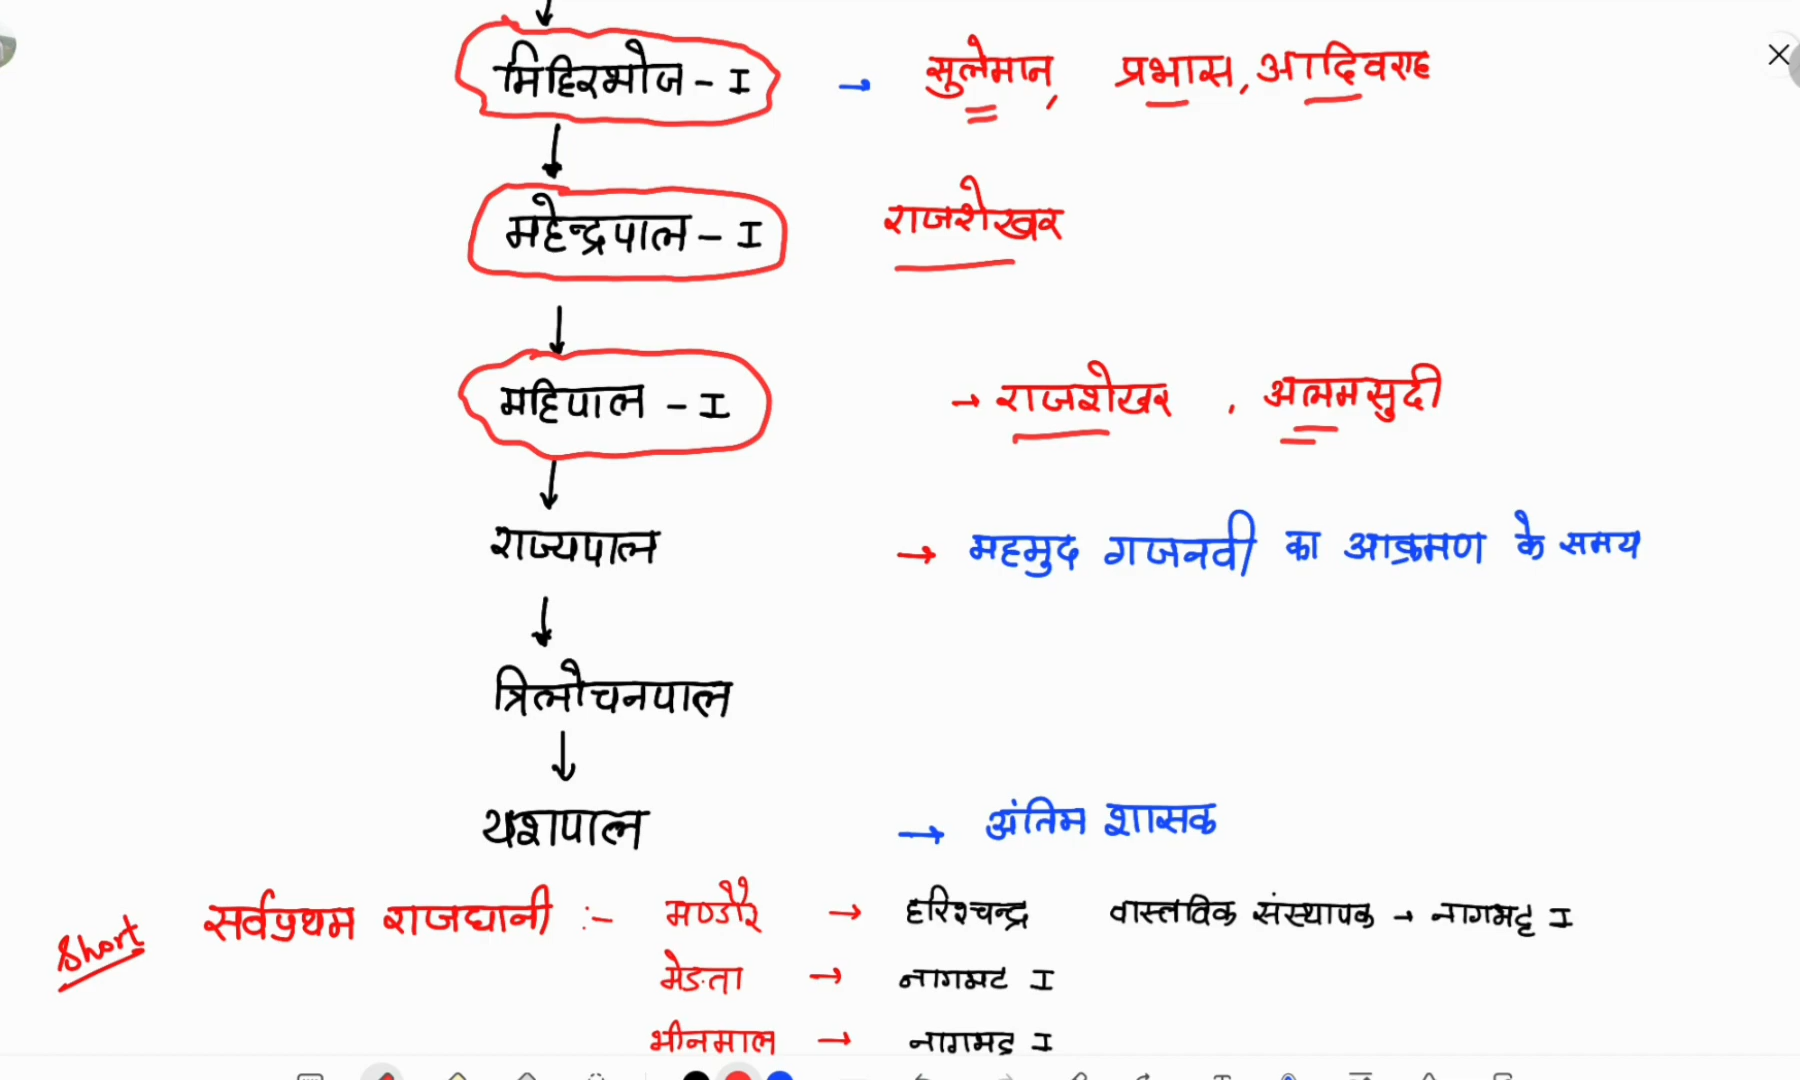 मिहिरभोज - I → सुलेमान, प्रभास, आदिवराह
महेन्द्रपाल - I राजशेखर
महिपाल - I → राजशेखर , अलमसुदी
राज्यपाल → महमुद गजनवी का आक्रमण के समय
त्रिलोचनपाल
यशपाल → अंतिम शासक
Short सर्वप्रथम राजधानी :- मण्डौर → हरिश्चन्द्र वास्तविक संस्थापक → नागभट्ट I
मेड़ता → नागभट I
भीनमाल → नागभट्ट I